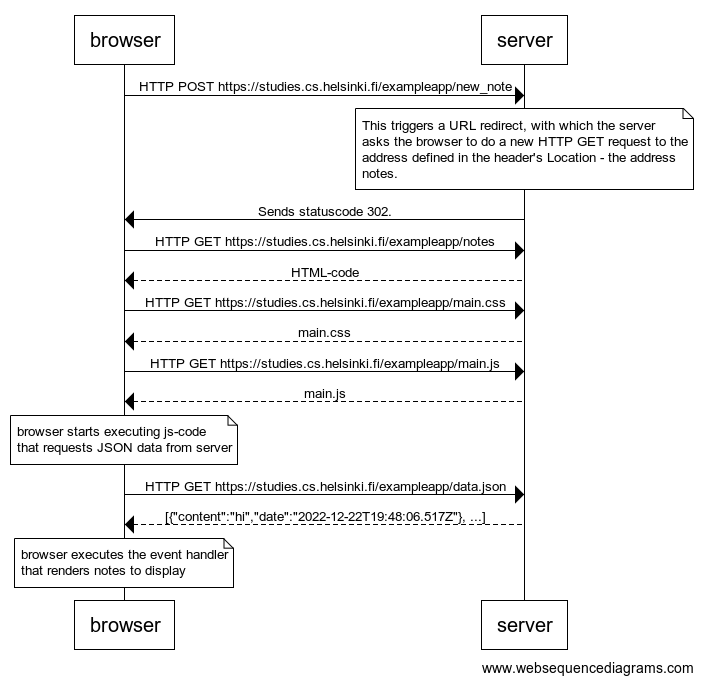 browser
server
HTTP POST https://studies.cs.helsinki.fi/exampleapp/new_note
This triggers a URL redirect, with which the server
asks the browser to do a new HTTP GET request to the
address defined in the header's Location - the address
notes.
Sends statuscode 302.
HTTP GET https://studies.cs.helsinki.fi/exampleapp/notes
HTML-code
HTTP GET https://studies.cs.helsinki.fi/exampleapp/main.css
main.css
HTTP GET https://studies.cs.helsinki.fi/exampleapp/main.js
main.js
browser starts executing js-code
that requests JSON data from server
HTTP GET https://studies.cs.helsinki.fi/exampleapp/data.json
[{"content":"hi","date":"2022-12-22T19:48:06.517Z"}, ...]
browser executes the event handler
that renders notes to display
browser
server
www.websequencediagrams.com